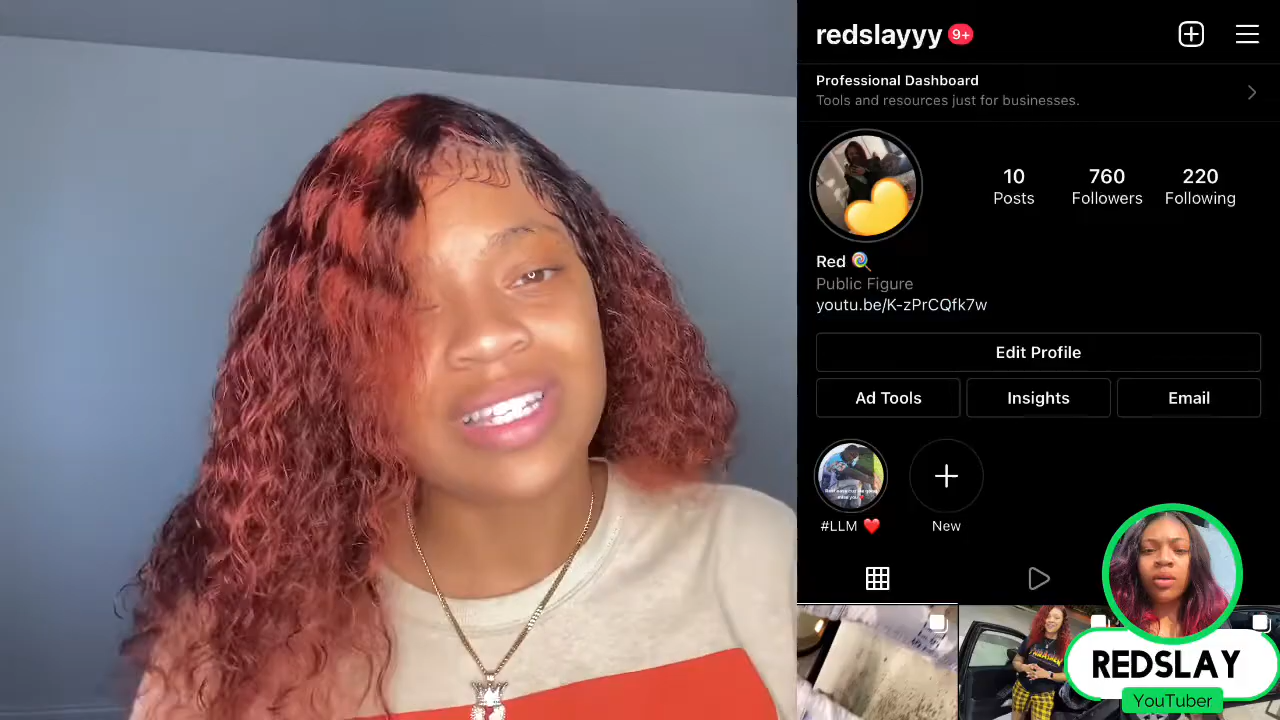 redslayyy 9+
Professional Dashboard
Tools and resources just for businesses.
10 760 220
Posts Followers Following
Red
Public Figure
youtu.be/K-zPrCQfk7w
Edit Profile
Ad Tools Insights Email
#LLM
New
REDSLAY
YouTuber